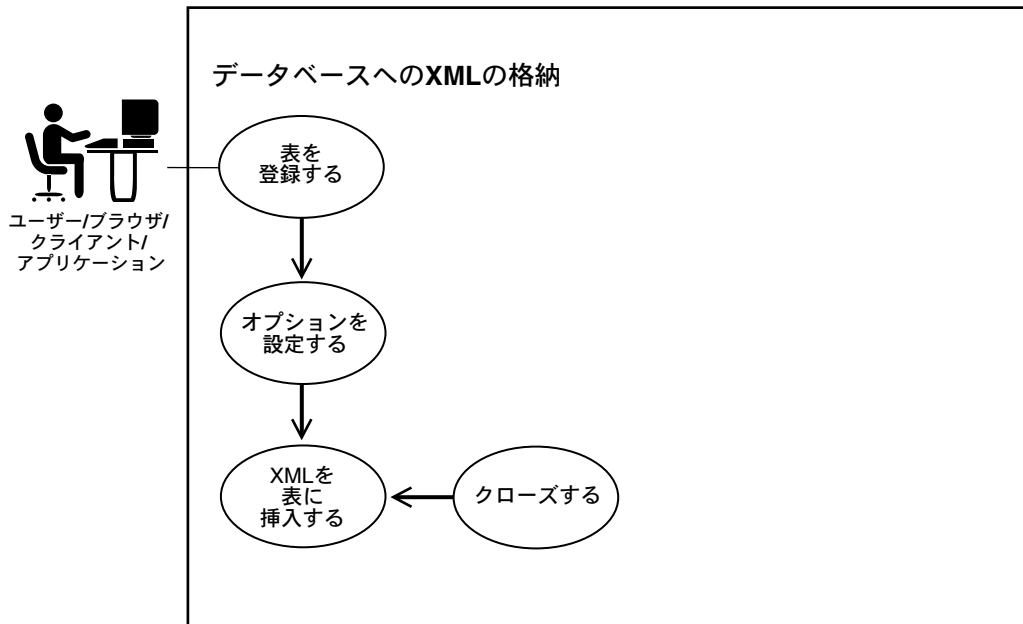 データベースへのXMLの格納
表を
登録する
ユーザー/ブラウザ/
クライアント/
アプリケーション
オプションを
設定する
XMLを
表に
挿入する
クローズする